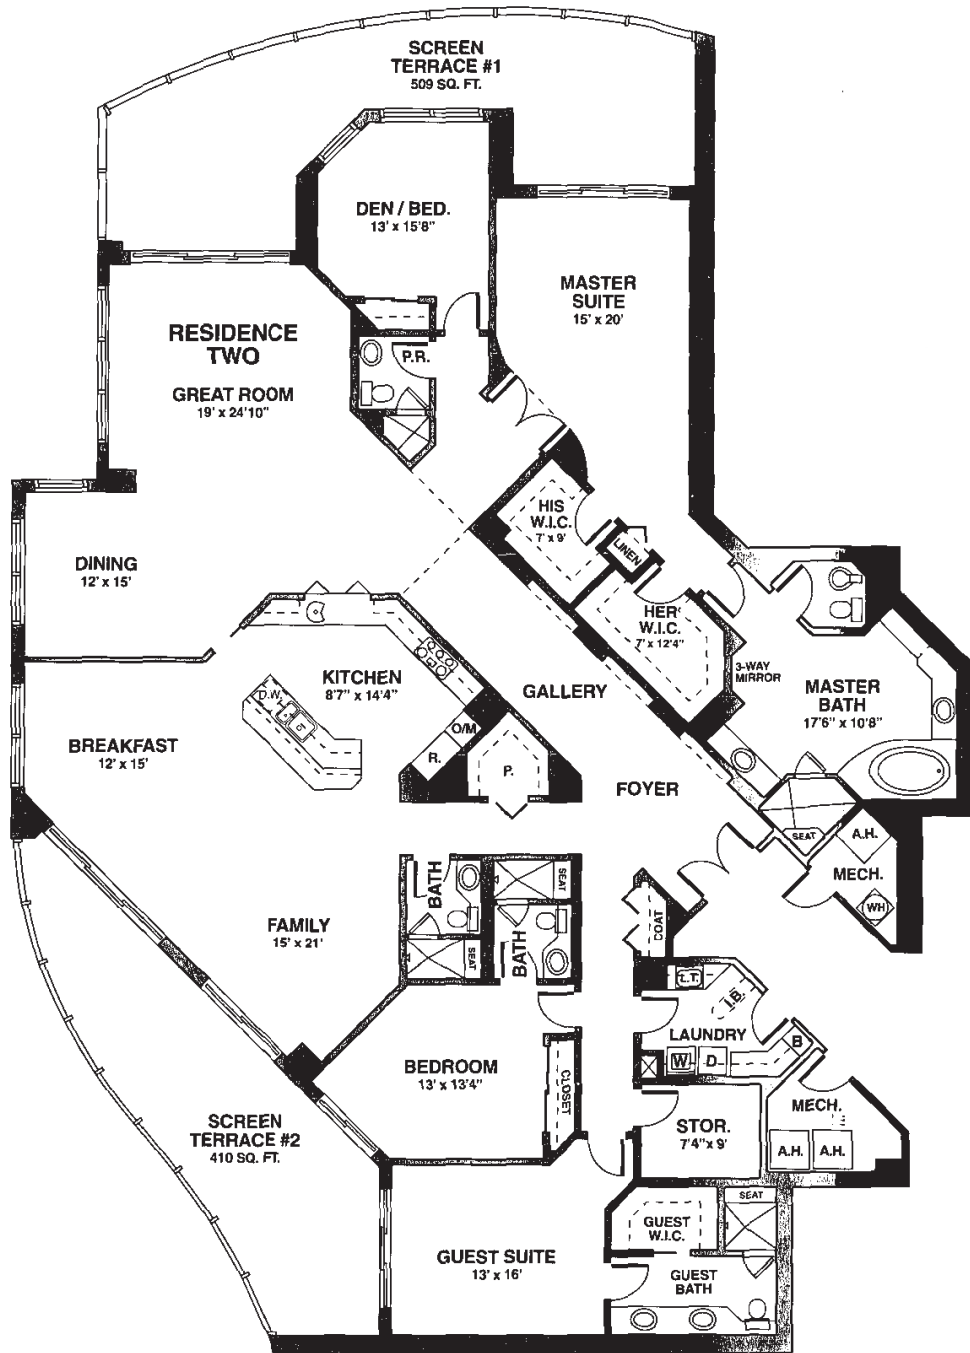 SCREEN
TERRACE #1
509 SQ. FT.
DEN / BED.
13' x 15'8"
MASTER
SUITE
15' x 20'
RESIDENCE
TWO
GREAT ROOM
19' x 24'10"
P.R.
HIS
W.I.C.
7' x 9'
LINEN
DINING
12' x 15'
HER
W.I.C.
7' x 12'4"
3-WAY
MIRROR
KITCHEN
8'7" x 14'4"
GALLERY
MASTER
BATH
17'6" x 10'8"
D.W.
G
BREAKFAST
12' x 15'
O/M
R.
P.
FOYER
SEAT
A.H.
MECH.
WH
BATH
SEAT
FAMILY
15' x 21'
COAT
BATH
SEAT
L.T.
I.B.
LAUNDRY
B
W
D
BEDROOM
13' x 13'4"
CLOSET
MECH.
SCREEN
TERRACE #2
410 SQ. FT.
STOR.
7'4" x 9'
A.H.
A.H.
SEAT
GUEST
W.I.C.
GUEST SUITE
13' x 16'
GUEST
BATH